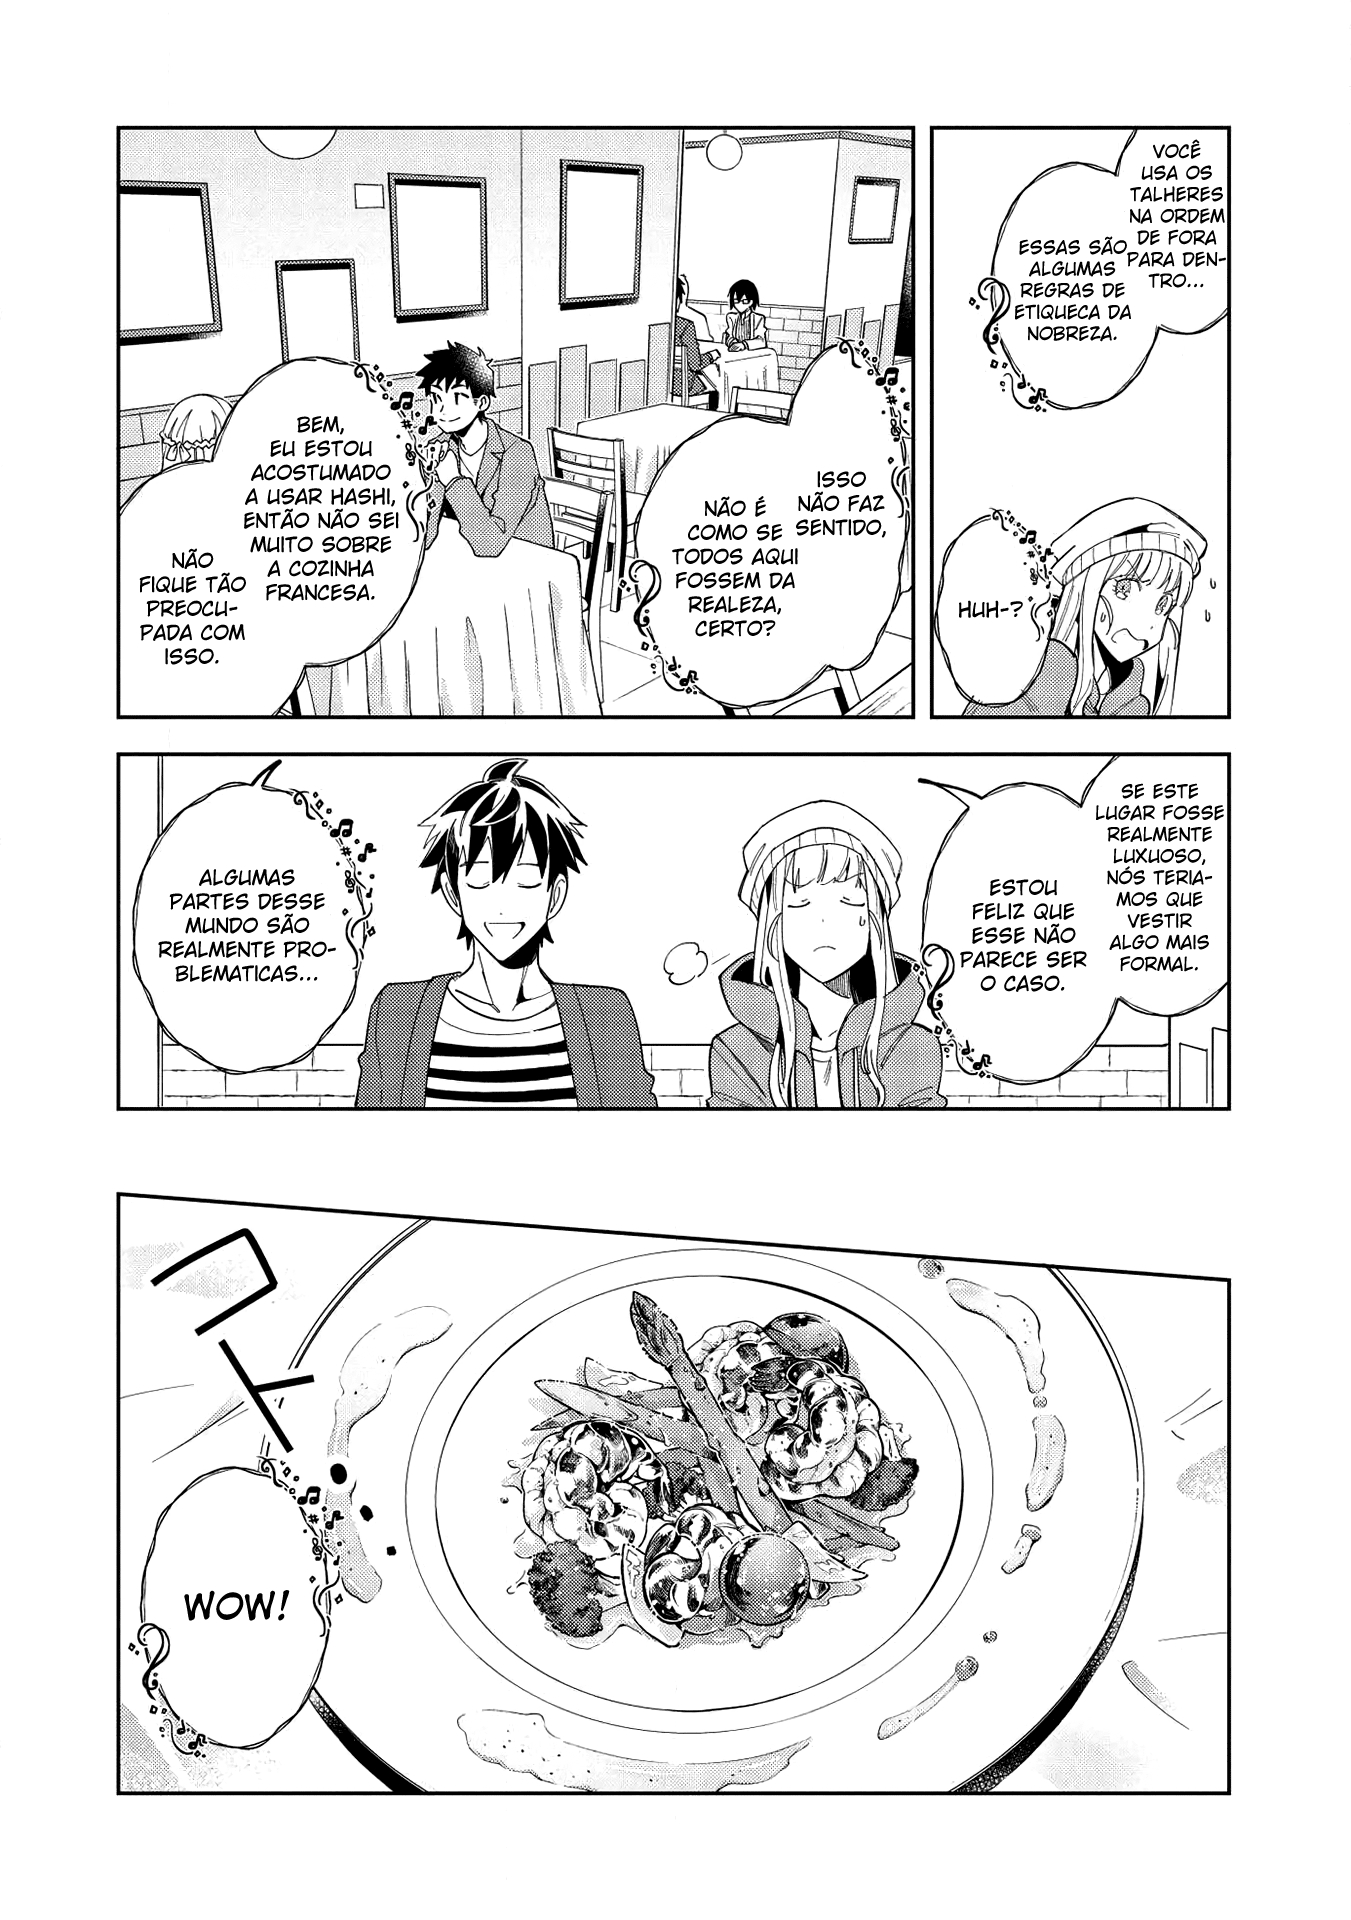 VOCÊ
USA OS
TALHERES
NA ORDEM
DE FORA
PARA DEN-
TRO...
ESSAS SÃO
ALGUMAS
REGRAS DE
ETIQUECA DA
NOBREZA.
HUH-?
ISSO
NÃO FAZ
SENTIDO,
NÃO É
COMO SE
TODOS AQUI
FOSSEM DA
REALEZA,
CERTO?
BEM,
EU ESTOU
ACOSTUMADO
A USAR HASHI,
ENTÃO NÃO SEI
MUITO SOBRE
A COZINHA
FRANCESA.
NÃO
FIQUE TÃO
PREOCU-
PADA COM
ISSO.
SE ESTE
LUGAR FOSSE
REALMENTE
LUXUOSO,
NÓS TERIA-
MOS QUE
VESTIR
ALGO MAIS
FORMAL.
ESTOU
FELIZ QUE
ESSE NÃO
PARECE SER
O CASO.
ALGUMAS
PARTES DESSE
MUNDO SÃO
REALMENTE PRO-
BLEMATICAS...
コト
WOW!